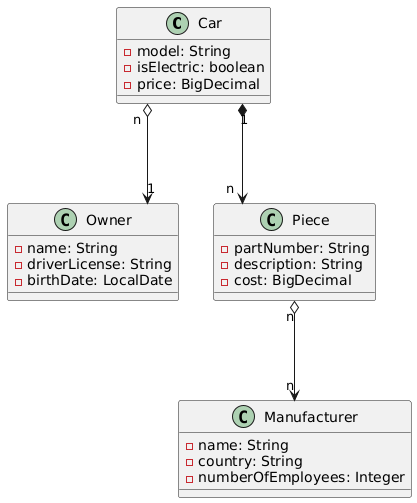 C Car
model: String
isElectric: boolean
price: BigDecimal
n
1
1
n
C Owner
name: String
driverLicense: String
birthDate: LocalDate
C Piece
partNumber: String
description: String
cost: BigDecimal
n
n
C Manufacturer
name: String
country: String
numberOfEmployees: Integer